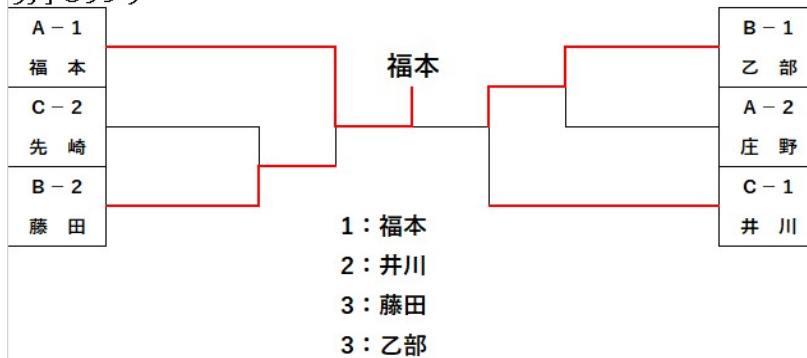 A－1
福　本
C－2
先　崎
B－2
藤　田
福本
B－1
乙　部
A－2
庄　野
C－1
井　川
1：福本
2：井川
3：藤田
3：乙部